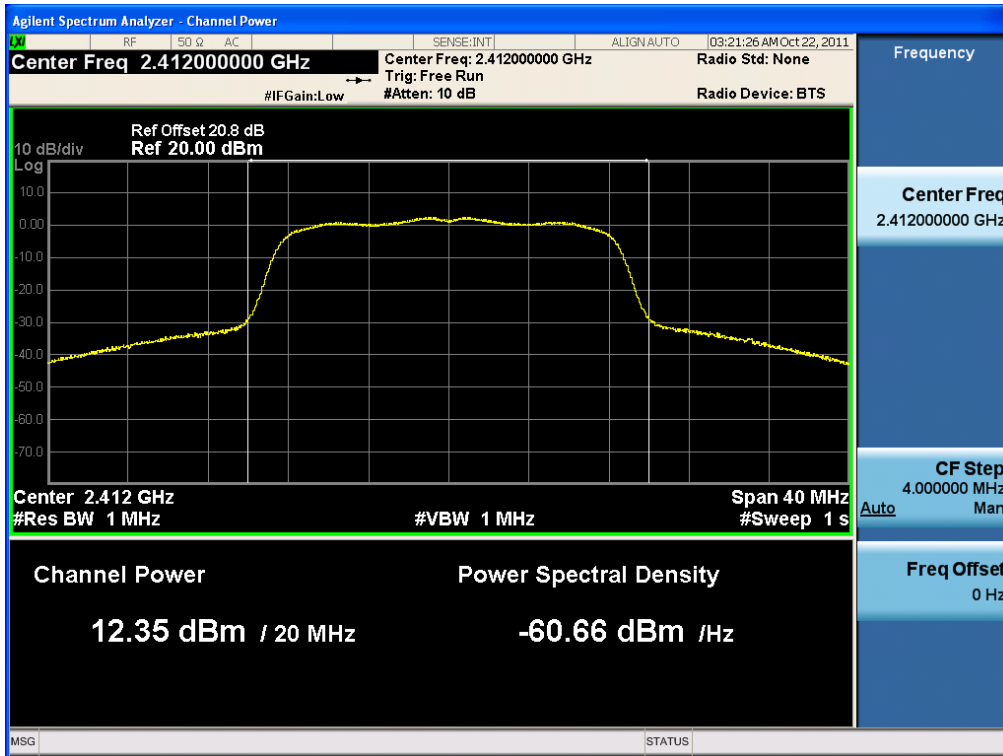 Agilent Spectrum Analyzer - Channel Power
LXI RF 50 Ω AC SENSE:INT ALIGN AUTO 03:21:26 AM Oct 22, 2011
Center Freq 2.412000000 GHz
Center Freq: 2.412000000 GHz
Radio Std: None
Trig: Free Run
#IFGain:Low
#Atten: 10 dB
Radio Device: BTS
Ref Offset 20.8 dB
10 dB/div Ref 20.00 dBm
Log
10.0
0.00
-10.0
-20.0
-30.0
-40.0
-50.0
-60.0
-70.0
Center 2.412 GHz
Span 40 MHz
#Res BW 1 MHz
#VBW 1 MHz
#Sweep 1 s
Channel Power
Power Spectral Density
12.35 dBm / 20 MHz
-60.66 dBm /Hz
Frequency
Center Freq
2.412000000 GHz
CF Step
4.000000 MHz
Auto Man
Freq Offset
0 Hz
MSG
STATUS